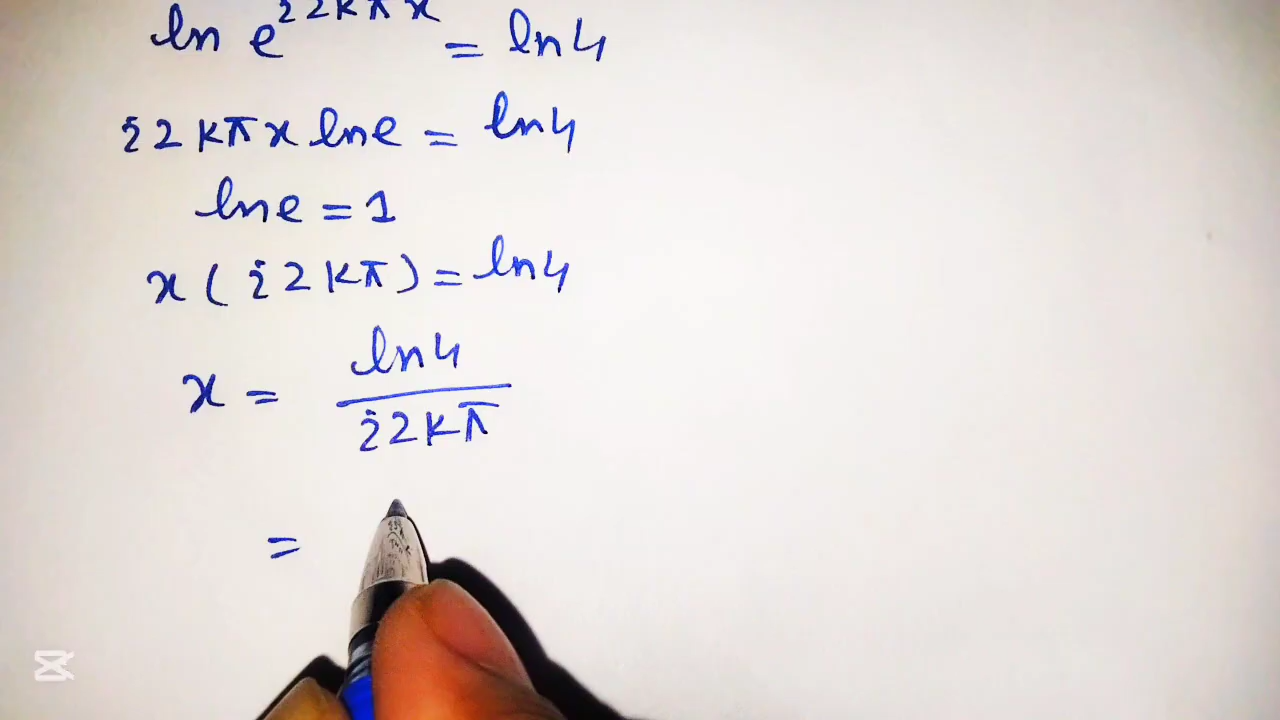 ln e^{i2kπx} = ln4
i2kπx lne = ln4
lne = 1
x(i2kπ) = ln4
x = ln4 / i2kπ
=